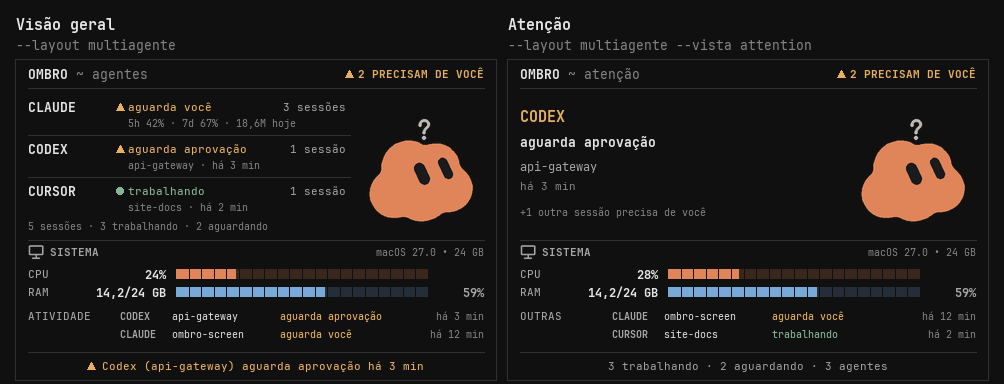 Visão geral
--layout multiagente
OMBRO ~ agentes
2 PRECISAM DE VOCÊ
CLAUDE aguarda você 3 sessões
5h 42% · 7d 67% · 18,6M hoje
CODEX aguarda aprovação 1 sessão
api-gateway · há 3 min
CURSOR trabalhando 1 sessão
site-docs · há 2 min
5 sessões · 3 trabalhando · 2 aguardando
?
SISTEMA macOS 27.0 • 24 GB
CPU 24%
RAM 14,2/24 GB 59%
ATIVIDADE CODEX api-gateway aguarda aprovação há 3 min
CLAUDE ombro-screen aguarda você há 12 min
Codex (api-gateway) aguarda aprovação há 3 min
Atenção
--layout multiagente --vista attention
OMBRO ~ atenção
2 PRECISAM DE VOCÊ
CODEX
aguarda aprovação
api-gateway
há 3 min
+1 outra sessão precisa de você
?
SISTEMA macOS 27.0 • 24 GB
CPU 28%
RAM 14,2/24 GB 59%
OUTRAS CLAUDE ombro-screen aguarda você há 12 min
CURSOR site-docs trabalhando há 2 min
3 trabalhando · 2 aguardando · 3 agentes